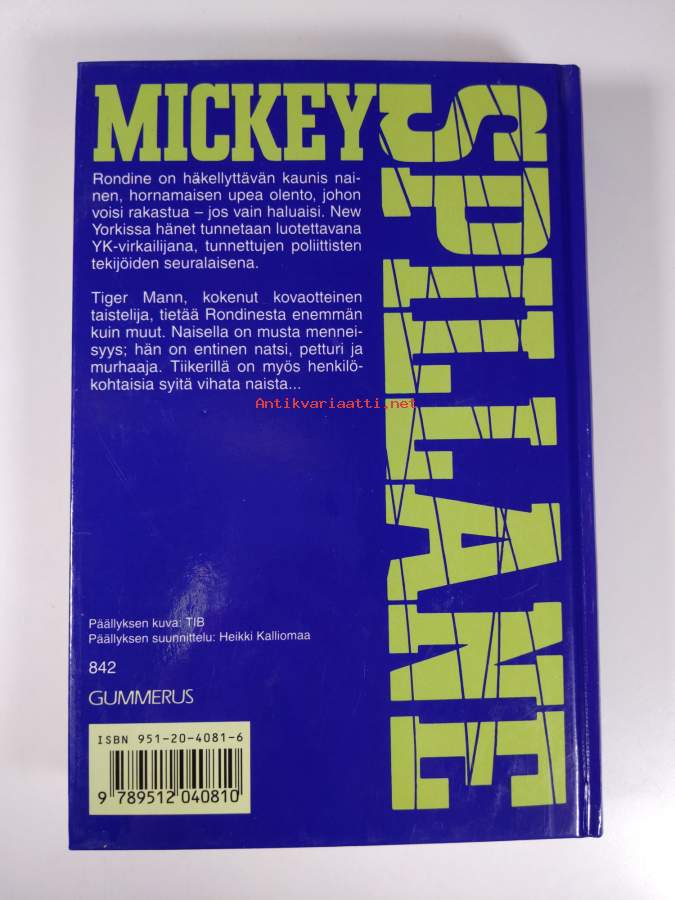 MICKEY
SPILLANE
Rondine on häkellyttävän kaunis nai-
nen, hornamaisen upea olento, johon
voisi rakastua – jos vain haluaisi. New
Yorkissa hänet tunnetaan luotettavana
YK-virkailijana, tunnettujen poliittisten
tekijöiden seuralaisena.
Tiger Mann, kokenut kovaotteinen
taistelija, tietää Rondinesta enemmän
kuin muut. Naisella on musta mennei-
syys; hän on entinen natsi, petturi ja
murhaaja. Tiikerillä on myös henkilö-
kohtaisia syitä vihata naista...
Antikvariaatti.net
Päällyksen kuva: TIB
Päällyksen suunnittelu: Heikki Kalliomaa
842
GUMMERUS
ISBN 951-20-4081-6
9 789512 040810